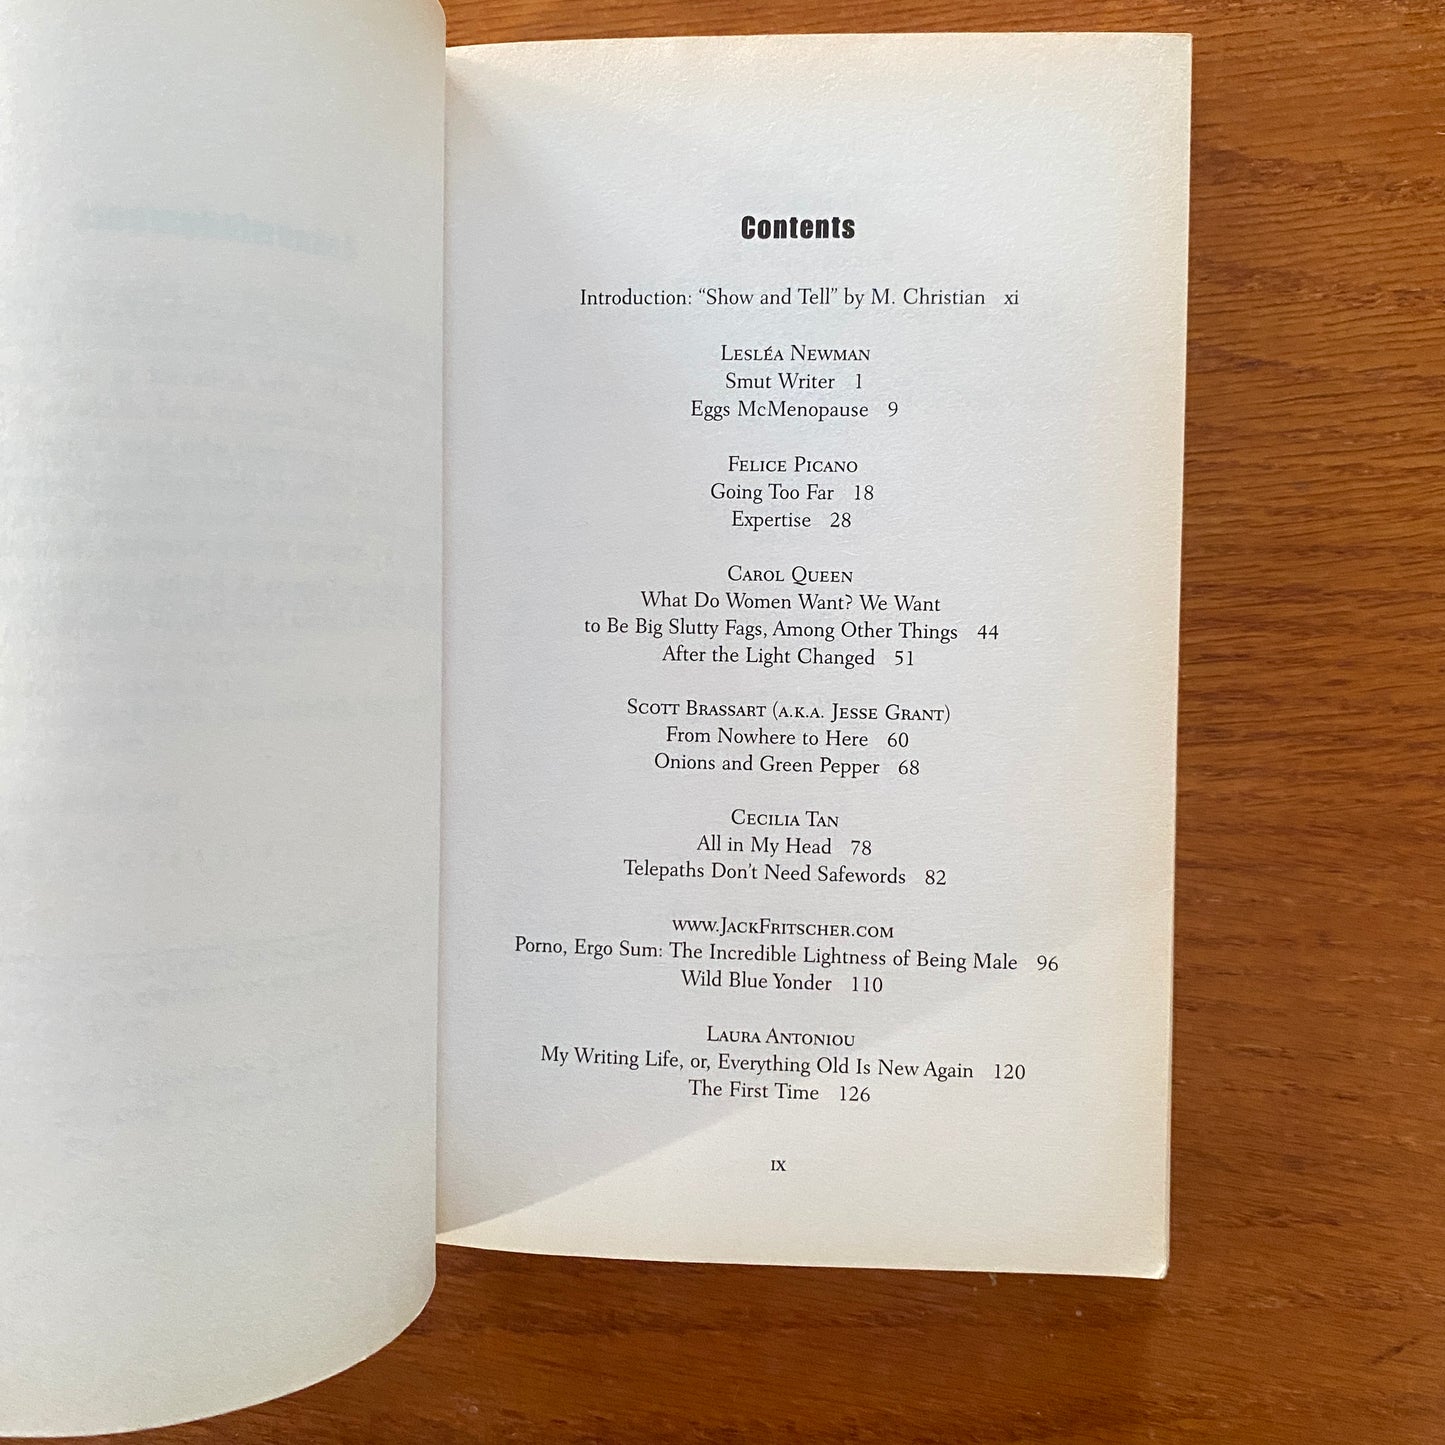 Contents
Introduction: “Show and Tell” by M. Christian xi
Lesléa Newman
Smut Writer 1
Eggs McMenopause 9
Felice Picano
Going Too Far 18
Expertise 28
Carol Queen
What Do Women Want? We Want
to Be Big Slutty Fags, Among Other Things 44
After the Light Changed 51
Scott Brassart (a.k.a. Jesse Grant)
From Nowhere to Here 60
Onions and Green Pepper 68
Cecilia Tan
All in My Head 78
Telepaths Don’t Need Safewords 82
www.JackFritscher.com
Porno, Ergo Sum: The Incredible Lightness of Being Male 96
Wild Blue Yonder 110
Laura Antoniou
My Writing Life, or, Everything Old Is New Again 120
The First Time 126
IX